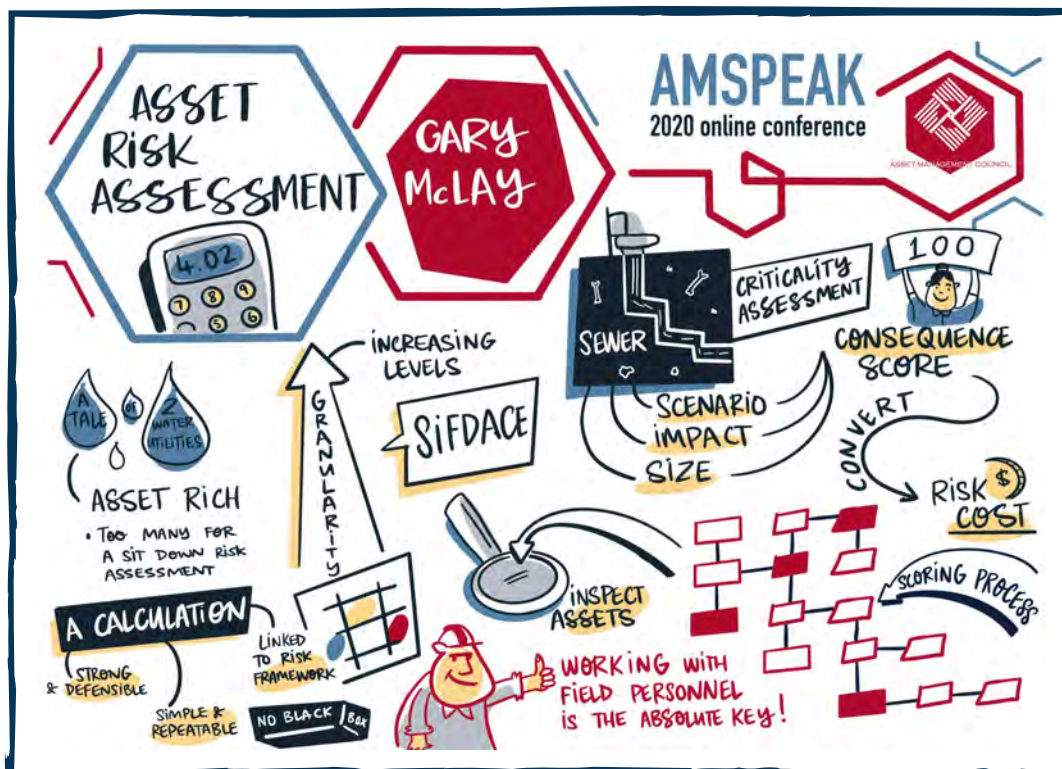 ASSET
RISK
ASSESSMENT
4.02
7 8 9
5 6
GARY
McLAY
AMSPEAK
2020 online conference
ASSET MANAGEMENT COUNCIL
A
TALE
OF
2
WATER
UTILITIES
ASSET RICH
• TOO MANY FOR
A SIT DOWN RISK
ASSESSMENT
A CALCULATION
STRONG
& DEFENSIBLE
SIMPLE &
REPEATABLE
LINKED
TO RISK
FRAMEWORK
NO BLACK BOX
GRANULARITY
INCREASING
LEVELS
SiFDACE
SEWER
CRITICALITY
ASSESSMENT
SCENARIO
IMPACT
SIZE
100
CONSEQUENCE
SCORE
CONVERT
RISK $
COST
INSPECT
ASSETS
SCORING PROCESS
WORKING WITH
FIELD PERSONNEL
is THE ABSOLUTE KEY!